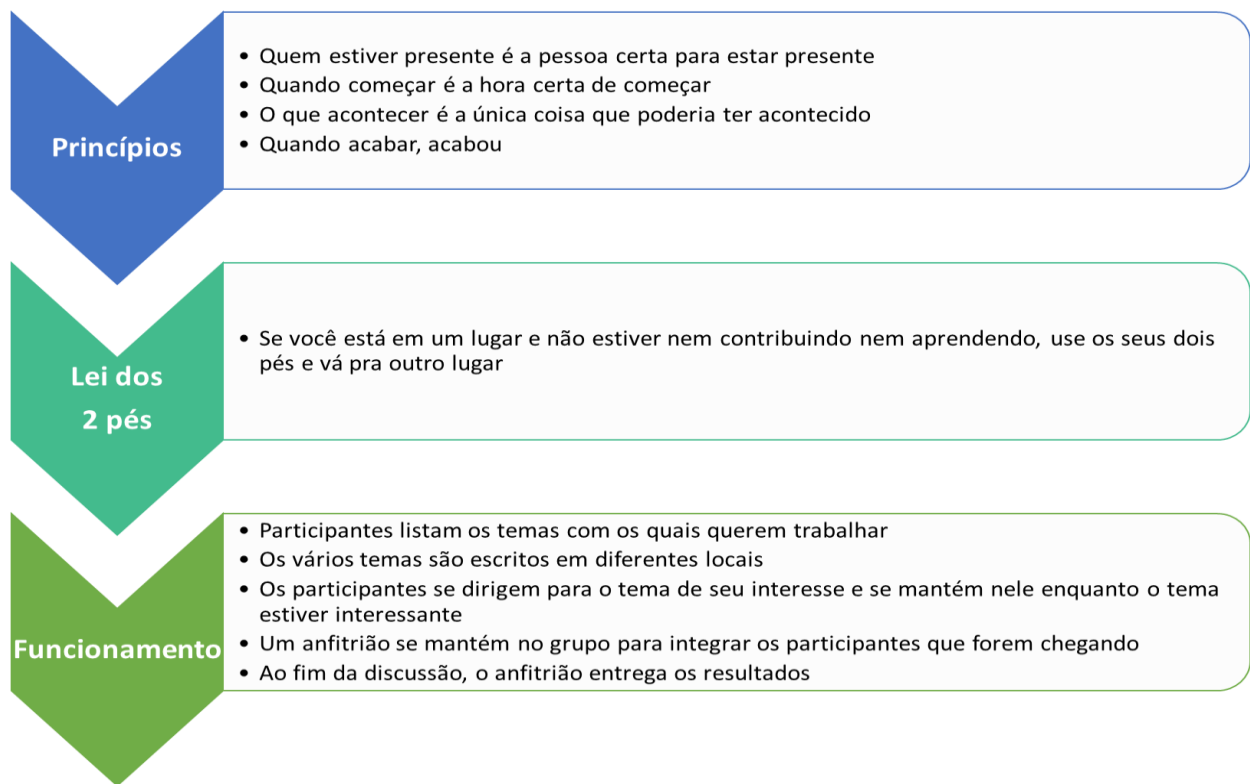 Princípios
• Quem estiver presente é a pessoa certa para estar presente
• Quando começar é a hora certa de começar
• O que acontecer é a única coisa que poderia ter acontecido
• Quando acabar, acabou
Lei dos
2 pés
• Se você está em um lugar e não estiver nem contribuindo nem aprendendo, use os seus dois
pés e vá pra outro lugar
Funcionamento
• Participantes listam os temas com os quais querem trabalhar
• Os vários temas são escritos em diferentes locais
• Os participantes se dirigem para o tema de seu interesse e se mantém nele enquanto o tema
estiver interessante
• Um anfitrião se mantém no grupo para integrar os participantes que forem chegando
• Ao fim da discussão, o anfitrião entrega os resultados